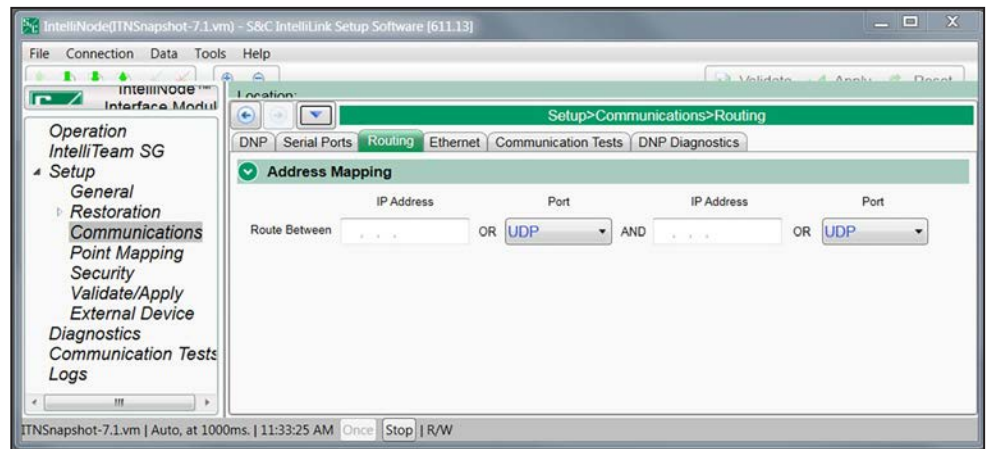 IntelliNode(ITNSnapshot-7.1.vm) - S&C IntelliLink Setup Software [611.13]
File Connection Data Tools Help
Validate Apply Reset
IntelliNode™
Interface Modul
Location:
Setup>Communications>Routing
DNP Serial Ports Routing Ethernet Communication Tests DNP Diagnostics
Operation
IntelliTeam SG
Setup
General
Restoration
Communications
Point Mapping
Security
Validate/Apply
External Device
Diagnostics
Communication Tests
Logs
Address Mapping
IP Address Port IP Address Port
Route Between . . . OR UDP AND . . . OR UDP
ITNSnapshot-7.1.vm | Auto, at 1000ms. | 11:33:25 AM Once Stop | R/W